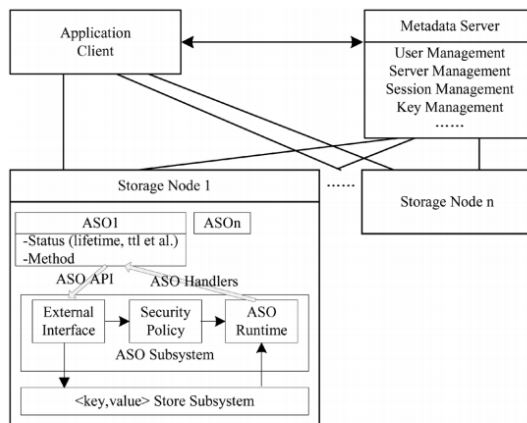 Application
Client
Metadata Server
User Management
Server Management
Session Management
Key Management
......
Storage Node 1
......
Storage Node n
ASO1
ASOn
-Status (lifetime, ttl et al.)
-Method
ASO API
ASO Handlers
External
Interface
Security
Policy
ASO
Runtime
ASO Subsystem
<key,value> Store Subsystem